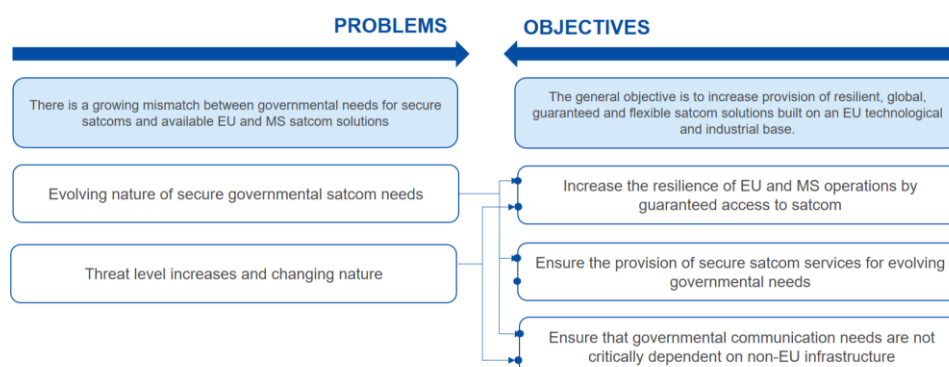 PROBLEMS
OBJECTIVES
There is a growing mismatch between governmental needs for secure
satcoms and available EU and MS satcom solutions
The general objective is to increase provision of resilient, global,
guaranteed and flexible satcom solutions built on an EU technological
and industrial base.
Evolving nature of secure governmental satcom needs
Increase the resilience of EU and MS operations by
guaranteed access to satcom
Threat level increases and changing nature
Ensure the provision of secure satcom services for evolving
governmental needs
Ensure that governmental communication needs are not
critically dependent on non-EU infrastructure